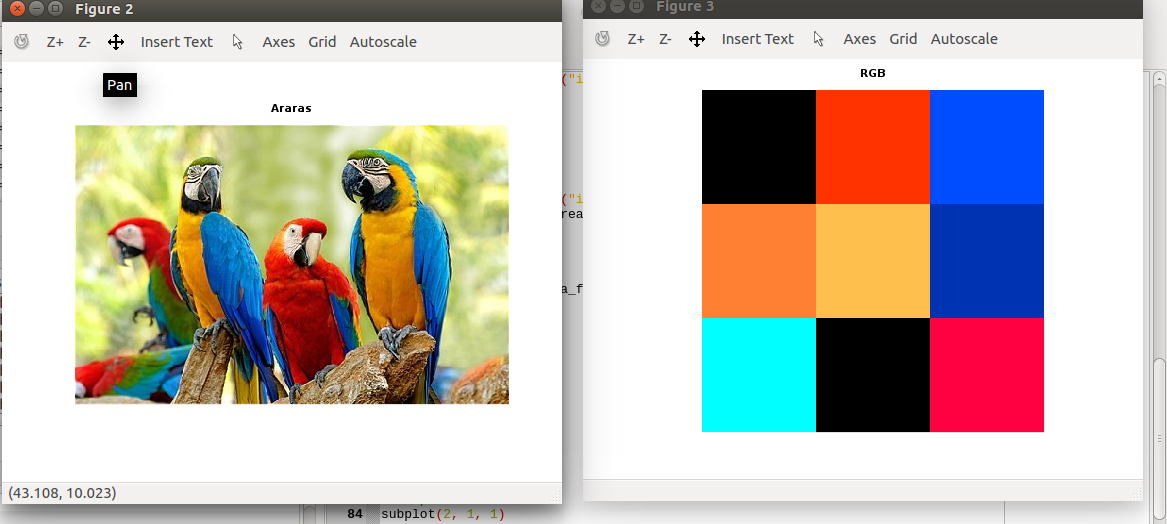 Figure 2
Z+ Z- Insert Text Axes Grid Autoscale
Pan
Araras
(43.108, 10.023)
Figure 3
Z+ Z- Insert Text Axes Grid Autoscale
RGB
("i
("i
rea
a_f
84 subplot(2, 1, 1)